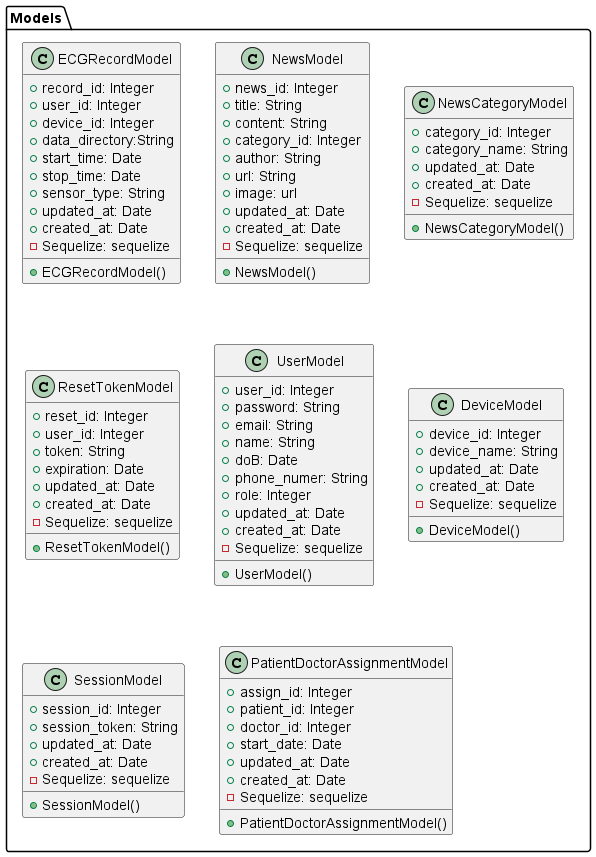 Models
C ECGRecordModel
record_id: Integer
user_id: Integer
device_id: Integer
data_directory:String
start_time: Date
stop_time: Date
sensor_type: String
updated_at: Date
created_at: Date
Sequelize: sequelize
ECGRecordModel()
C NewsModel
news_id: Integer
title: String
content: String
category_id: Integer
author: String
url: String
image: url
updated_at: Date
created_at: Date
Sequelize: sequelize
NewsModel()
C NewsCategoryModel
category_id: Integer
category_name: String
updated_at: Date
created_at: Date
Sequelize: sequelize
NewsCategoryModel()
C ResetTokenModel
reset_id: Integer
user_id: Integer
token: String
expiration: Date
updated_at: Date
created_at: Date
Sequelize: sequelize
ResetTokenModel()
C UserModel
user_id: Integer
password: String
email: String
name: String
doB: Date
phone_numer: String
role: Integer
updated_at: Date
created_at: Date
Sequelize: sequelize
UserModel()
C DeviceModel
device_id: Integer
device_name: String
updated_at: Date
created_at: Date
Sequelize: sequelize
DeviceModel()
C SessionModel
session_id: Integer
session_token: String
updated_at: Date
created_at: Date
Sequelize: sequelize
SessionModel()
C PatientDoctorAssignmentModel
assign_id: Integer
patient_id: Integer
doctor_id: Integer
start_date: Date
updated_at: Date
created_at: Date
Sequelize: sequelize
PatientDoctorAssignmentModel()